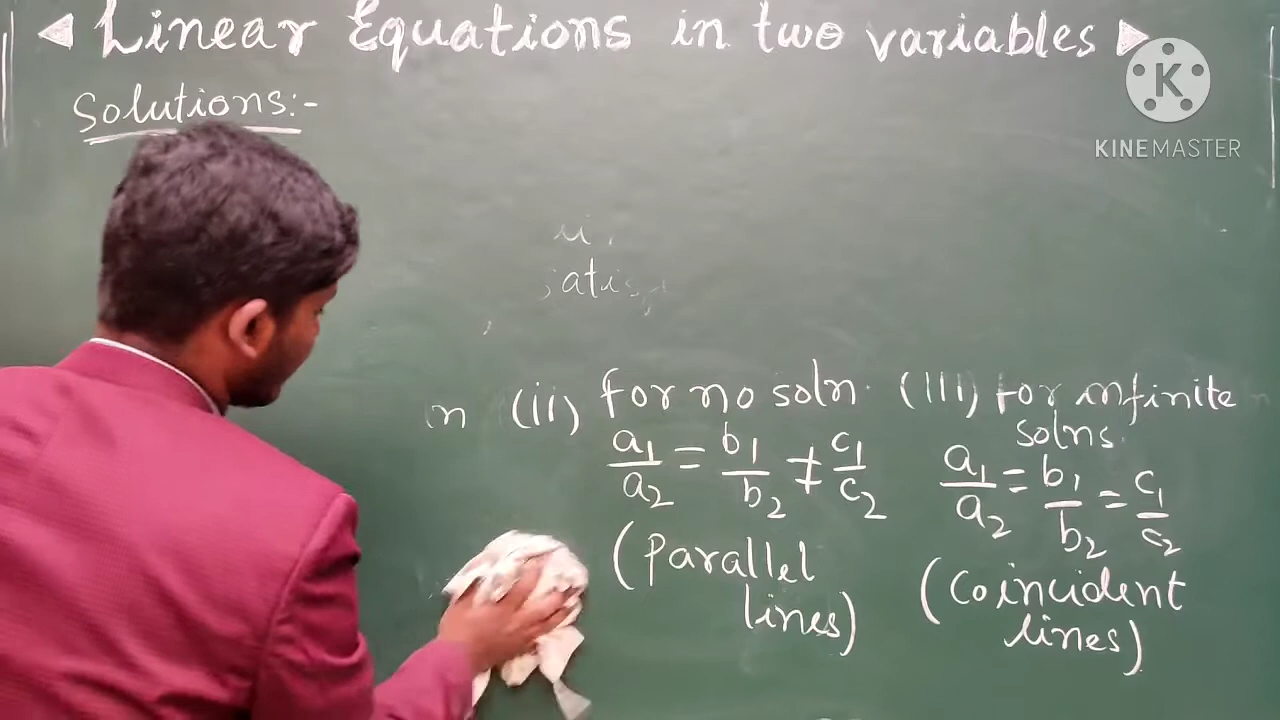 Linear Equations in two variables
Solutions:-
KINEMASTER
n (ii) for no soln. (III) for infinite solns.
a1/a2 = b1/b2 ≠ c1/c2
a1/a2 = b1/b2 = c1/c2
(Parallel lines)
(Coincident lines)